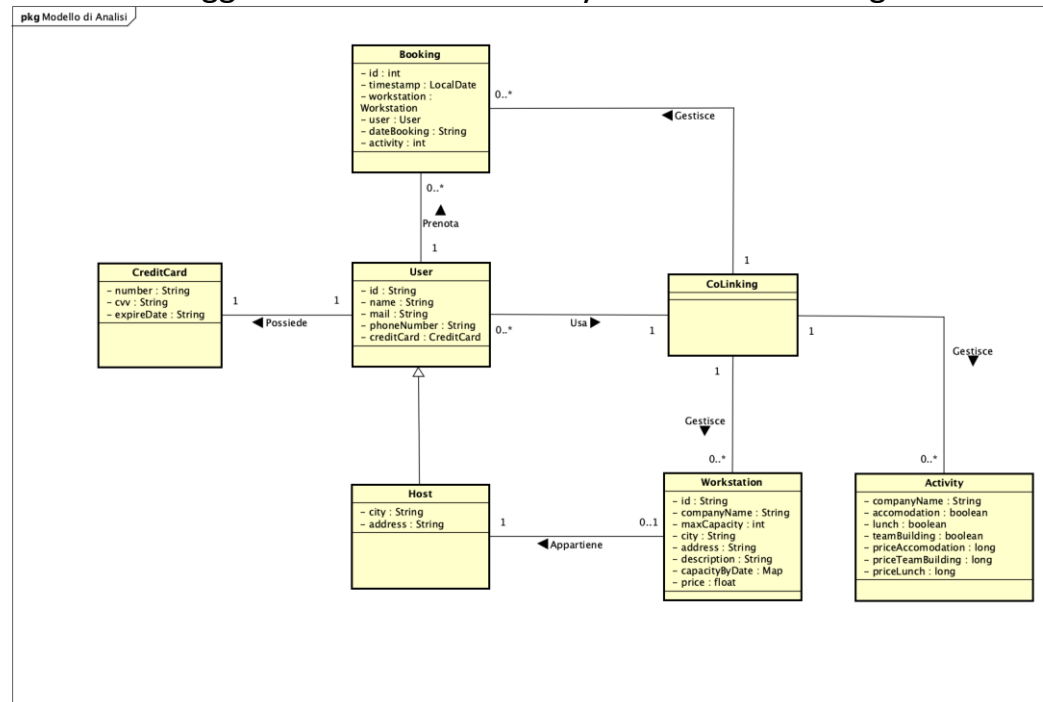 pkg Modello di Analisi
Booking
– id : int
– timestamp : LocalDate
– workstation :
Workstation
– user : User
– dateBooking : String
– activity : int
0..*
Gestisce
0..*
Prenota
1
1
CreditCard
– number : String
– cvv : String
– expireDate : String
1
1
Possiede
User
– id : String
– name : String
– mail : String
– phoneNumber : String
– creditCard : CreditCard
0..*
Usa
1
CoLinking
1
Gestisce
1
Gestisce
0..*
0..*
Host
– city : String
– address : String
1
0..1
Appartiene
Workstation
– id : String
– companyName : String
– maxCapacity : int
– city : String
– address : String
– description : String
– capacityByDate : Map
– price : float
Activity
– companyName : String
– accomodation : boolean
– lunch : boolean
– teamBuilding : boolean
– priceAccomodation : long
– priceTeamBuilding : long
– priceLunch : long